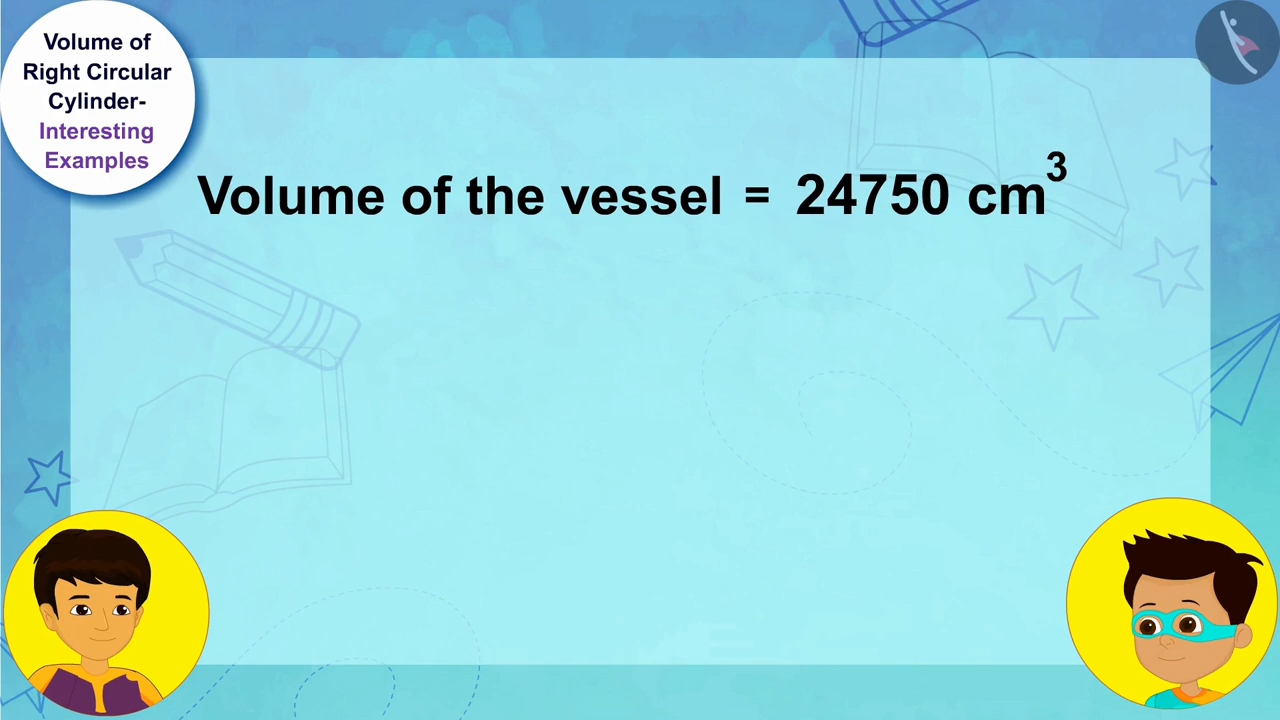 Volume of
Right Circular
Cylinder-
Interesting
Examples
Volume of the vessel = 24750 cm³